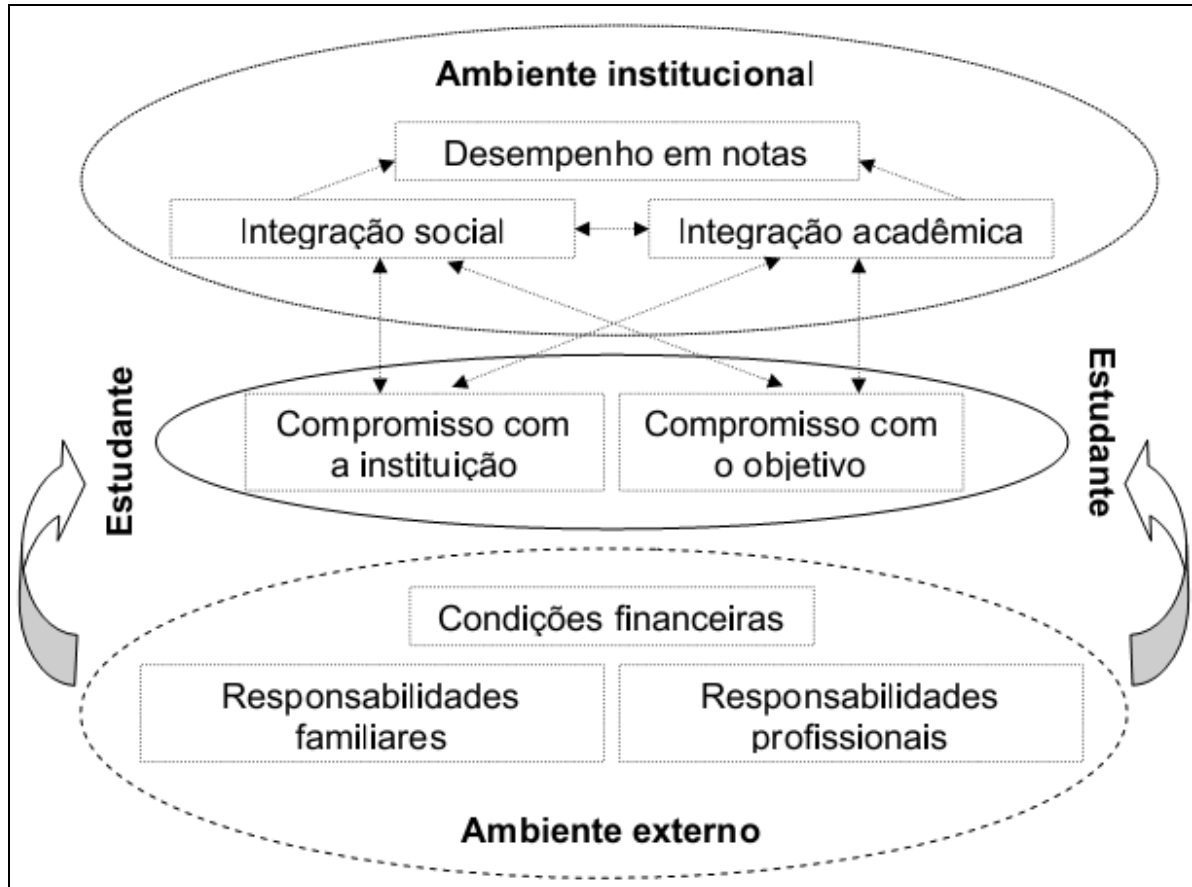 Ambiente institucional
Desempenho em notas
Integração social
Integração acadêmica
Estudante
Compromisso com
a instituição
Compromisso com
o objetivo
Estudante
Condições financeiras
Responsabilidades
familiares
Responsabilidades
profissionais
Ambiente externo